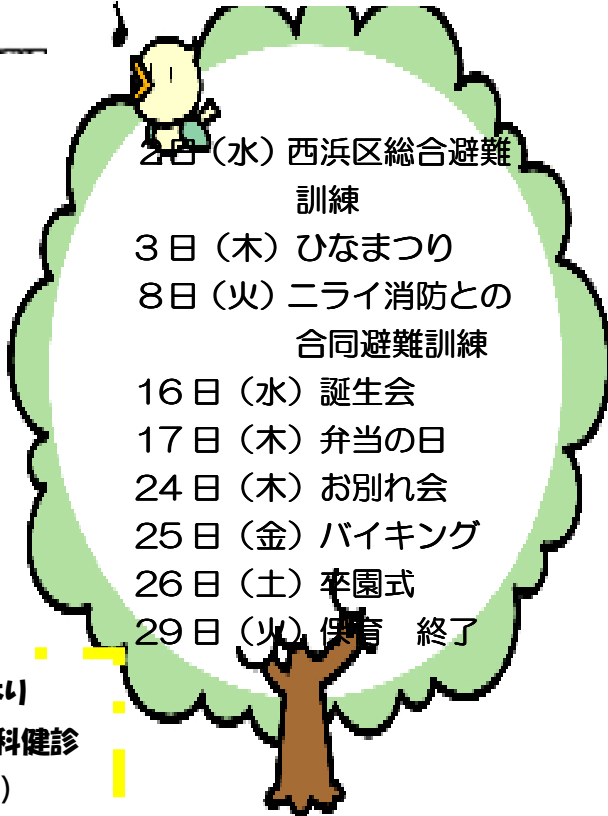 2日（水）西浜区総合避難
訓練
3日（木）ひなまつり
8日（火）ニライ消防との
合同避難訓練
16日（水）誕生会
17日（木）弁当の日
24日（木）お別れ会
25日（金）バイキング
26日（土）卒園式
29日（火）保育　終了
り
科健診
）